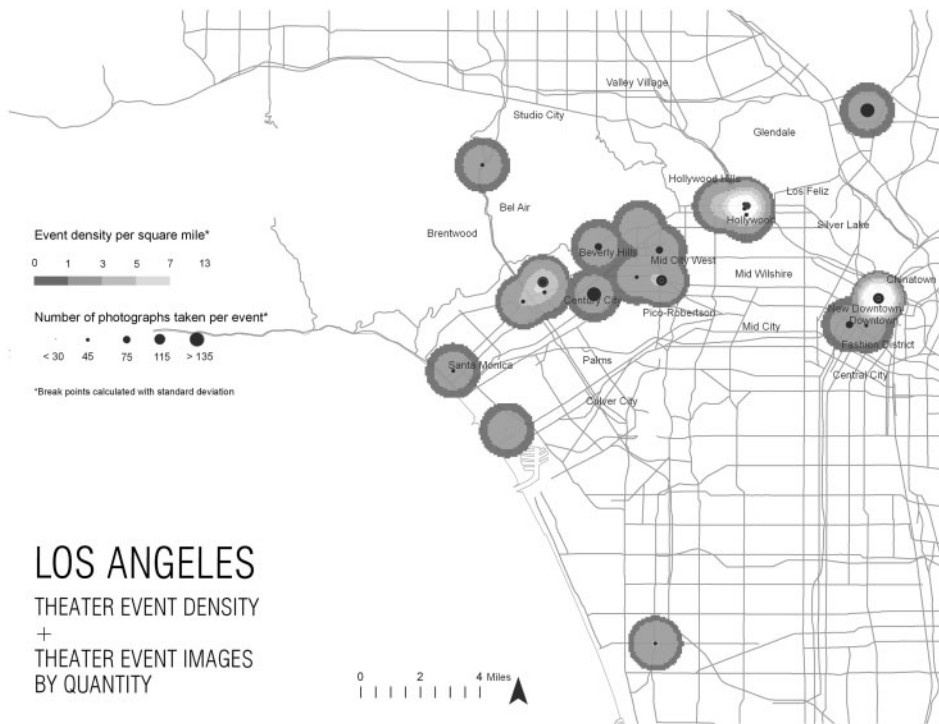 Valley Village
Studio City
Glendale
Hollywood Hills
Los Feliz
Bel Air
Hollywood
Silver Lake
Brentwood
Event density per square mile*
Beverly Hills
Mid City West
0 1 3 5 7 13
Mid Wilshire
Chinatown
Century City
New Downtown
Number of photographs taken per event*
Pico-Robertson
Downtown
Mid City
Fashion District
< 30 45 75 115 > 135
Santa Monica
Palms
Central City
*Break points calculated with standard deviation
Culver City
LOS ANGELES
THEATER EVENT DENSITY
+
THEATER EVENT IMAGES
BY QUANTITY
0 2 4 Miles